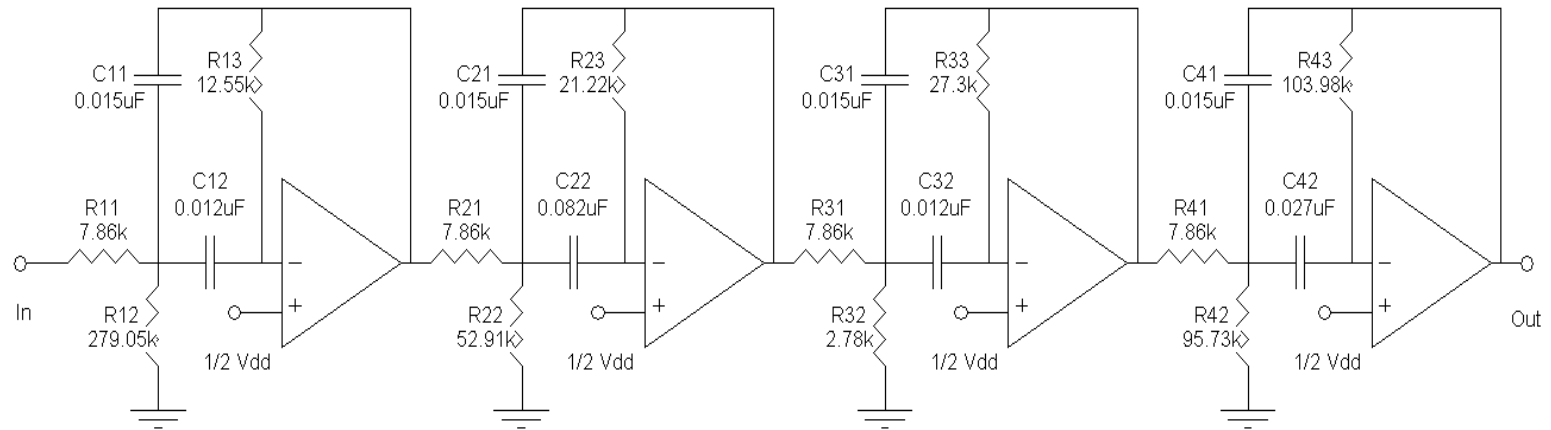 C11
0.015uF
R13
12.55k
C12
0.012uF
R11
7.86k
In
R12
279.05k
−
+
1/2 Vdd
C21
0.015uF
R23
21.22k
C22
0.082uF
R21
7.86k
R22
52.91k
−
+
1/2 Vdd
C31
0.015uF
R33
27.3k
C32
0.012uF
R31
7.86k
R32
2.78k
−
+
1/2 Vdd
C41
0.015uF
R43
103.98k
C42
0.027uF
R41
7.86k
R42
95.73k
−
+
1/2 Vdd
Out